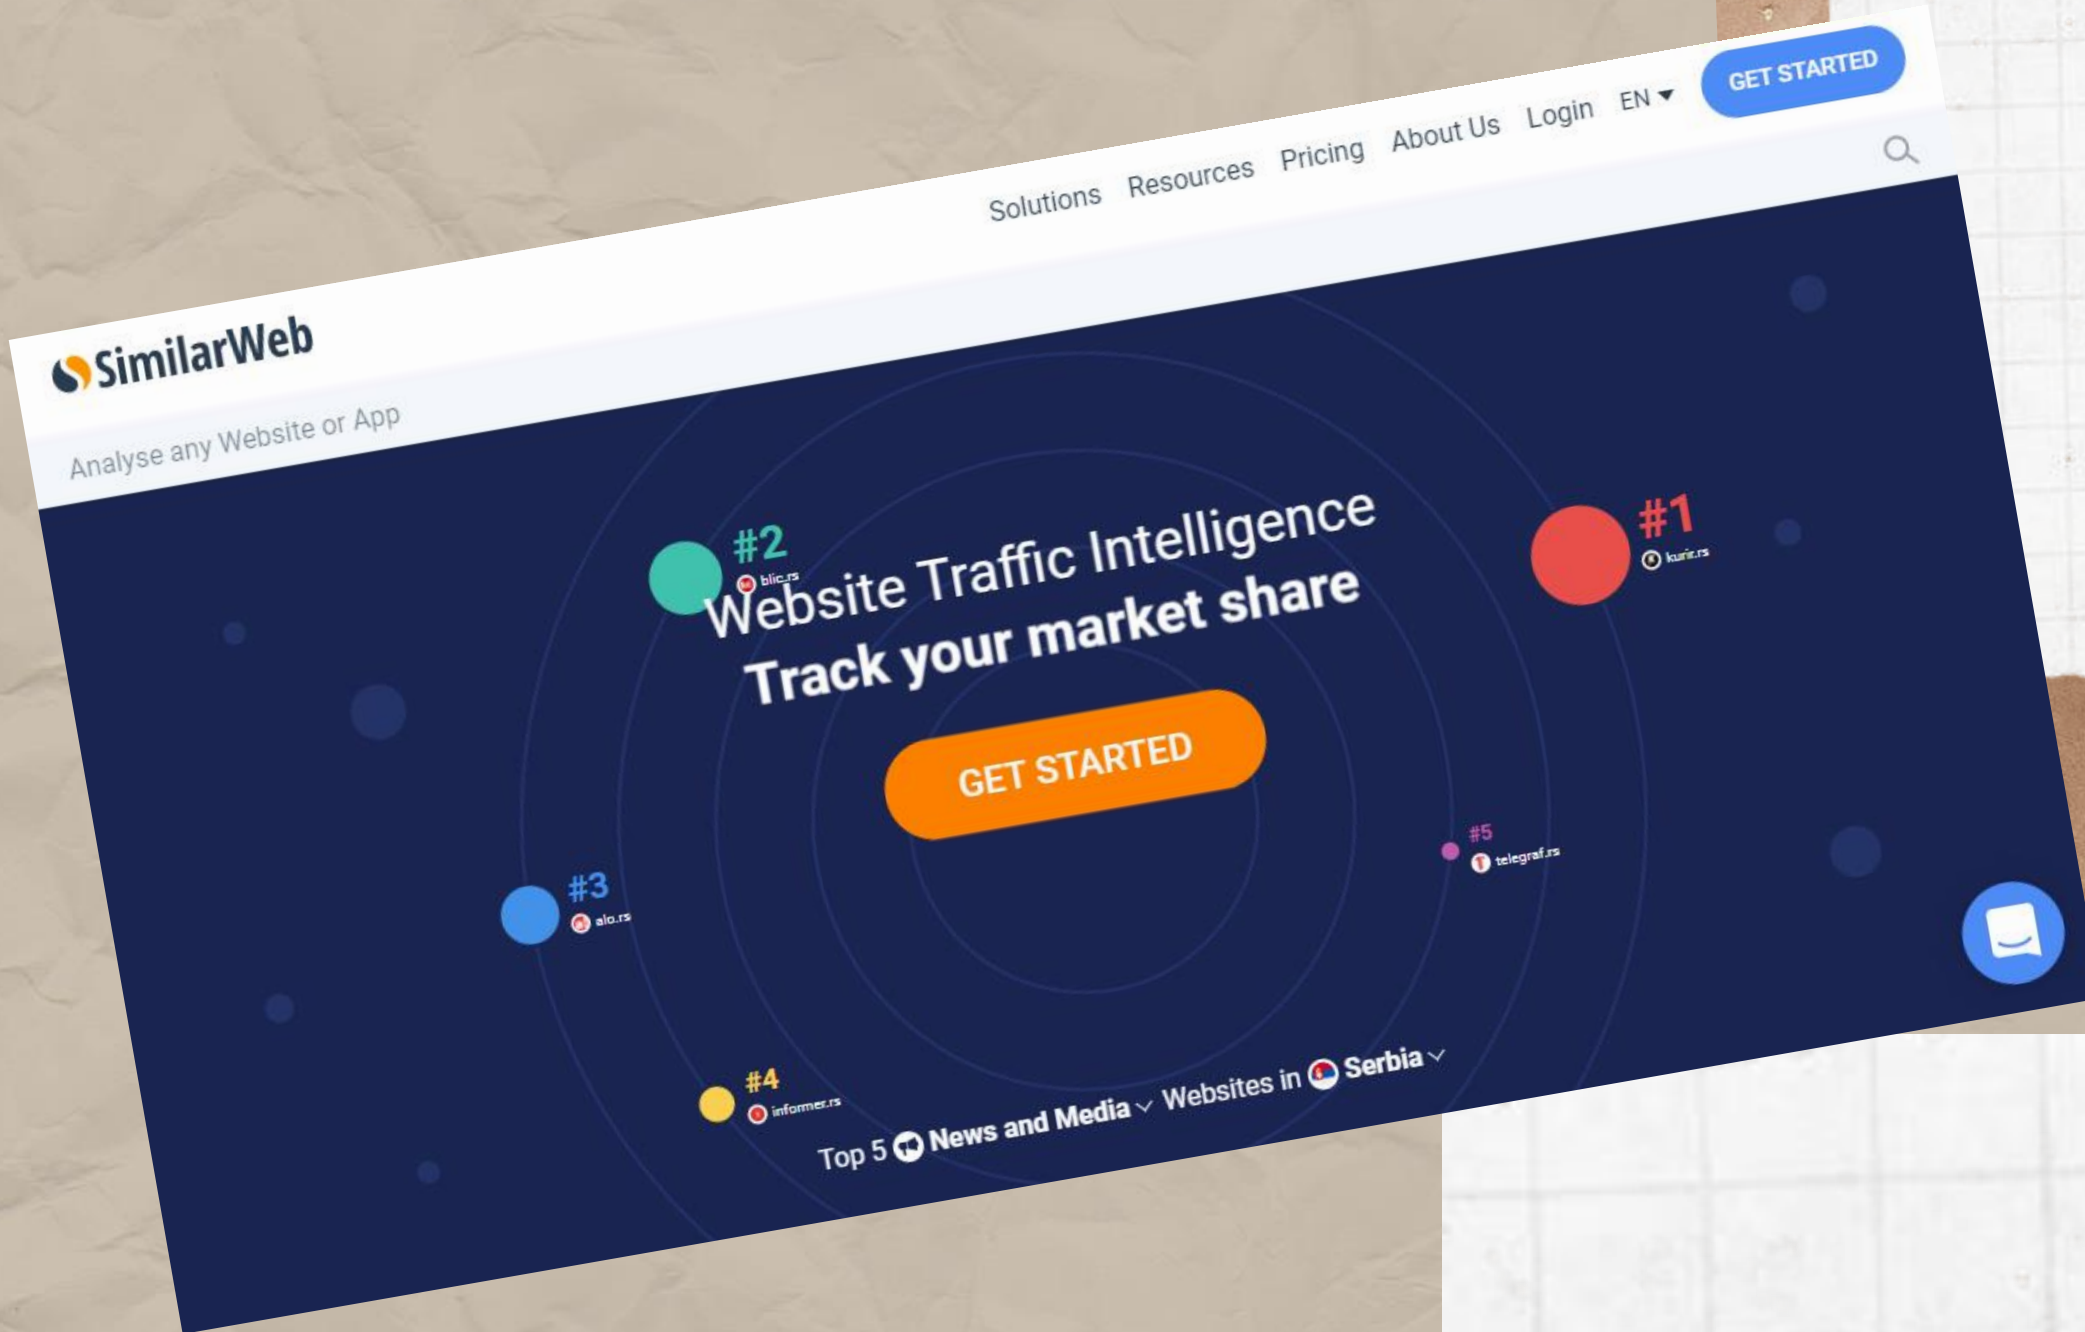 SimilarWeb
Solutions Resources Pricing About Us Login EN GET STARTED
Analyse any Website or App
#2
blic.rs
#1
kurir.rs
Website Traffic Intelligence
Track your market share
GET STARTED
#3
alo.rs
#5
telegraf.rs
#4
informer.rs
Top 5 News and Media Websites in Serbia